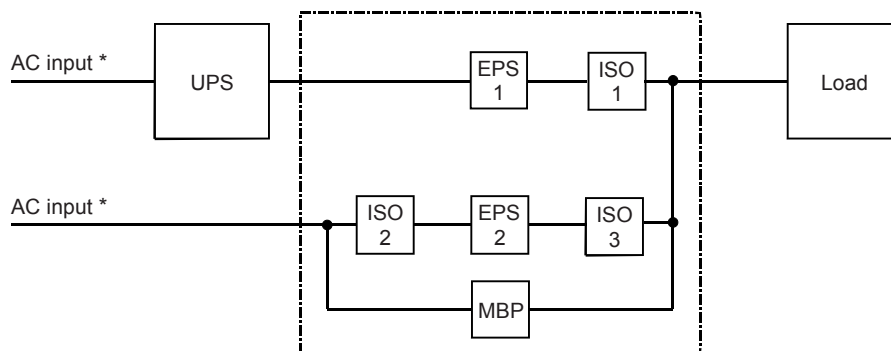 AC input *
UPS
EPS
1
ISO
1
Load
AC input *
ISO
2
EPS
2
ISO
3
MBP